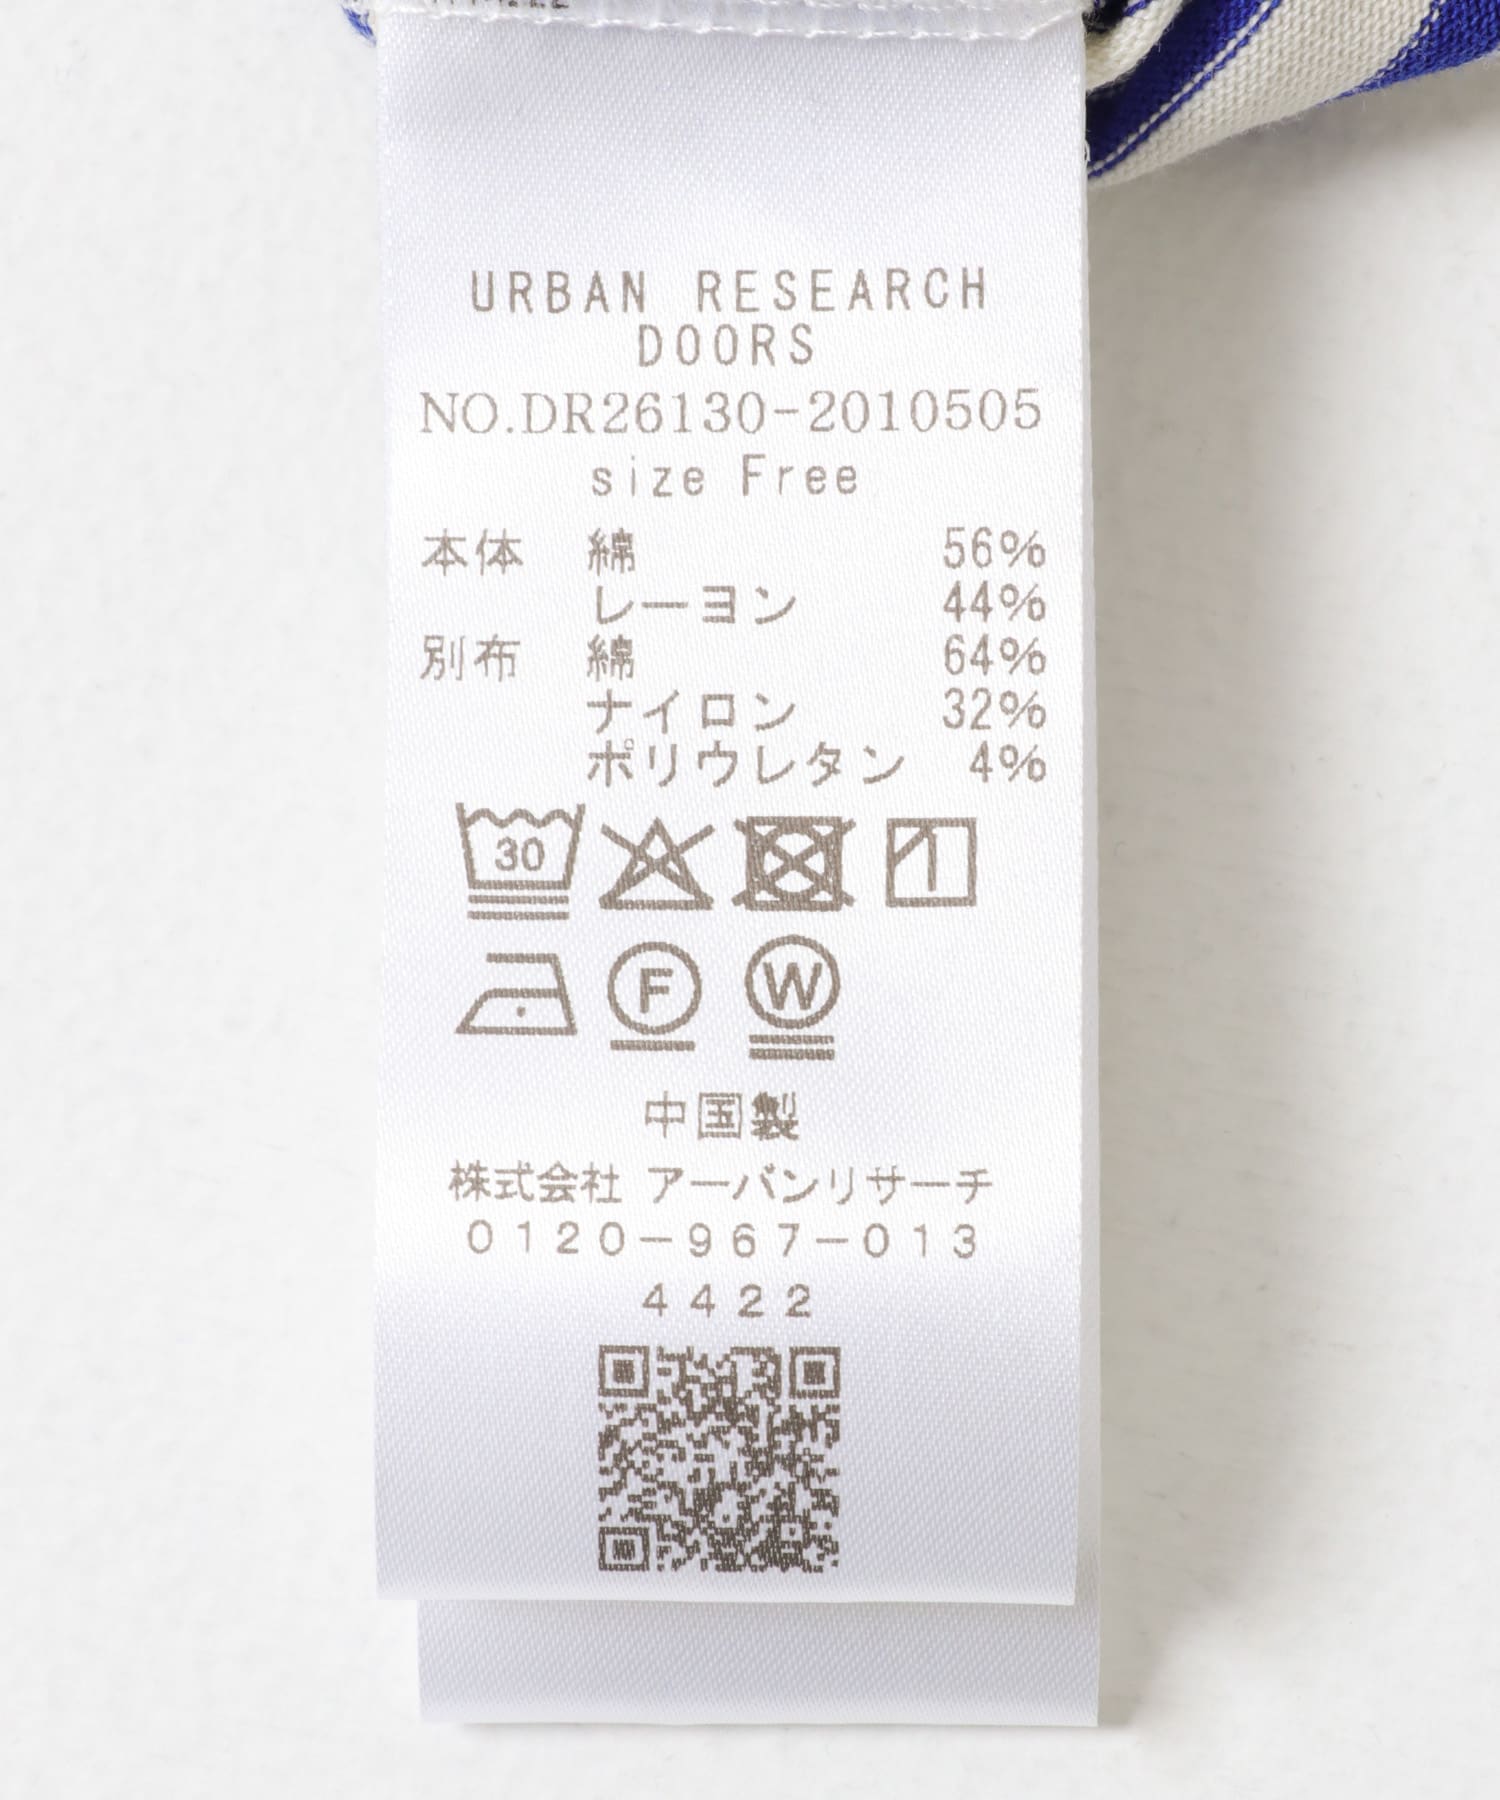 URBAN RESEARCH
DOORS
NO.DR26130-2010505
size Free
本体 綿 56%
レーヨン 44%
別布 綿 64%
ナイロン 32%
ポリウレタン 4%
30
F W
中国製
株式会社 アーバンリサーチ
0120-967-013
4422